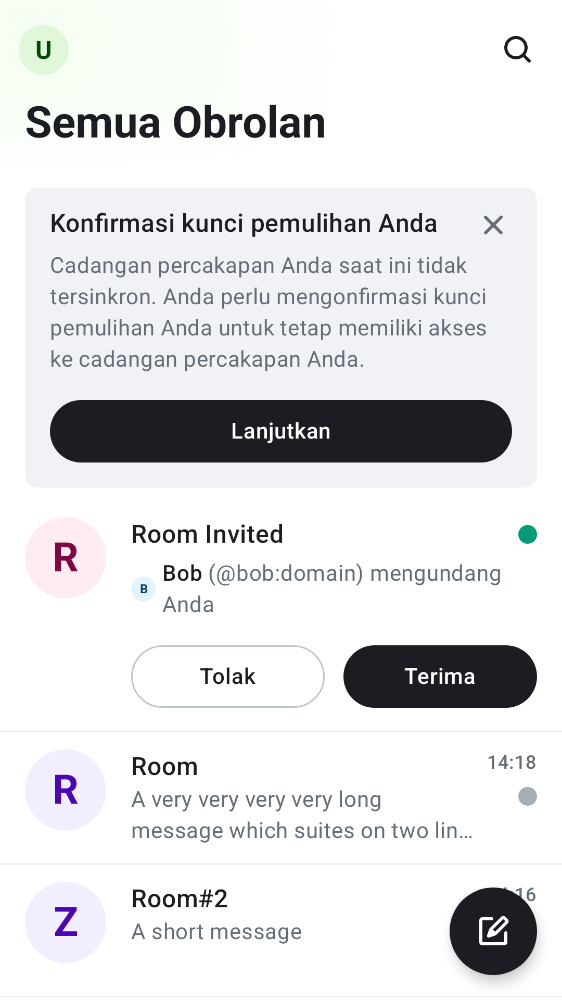 U
Semua Obrolan
Konfirmasi kunci pemulihan Anda
Cadangan percakapan Anda saat ini tidak
tersinkron. Anda perlu mengonfirmasi kunci
pemulihan Anda untuk tetap memiliki akses
ke cadangan percakapan Anda.
Lanjutkan
R
Room Invited
B
Bob (@bob:domain) mengundang
Anda
Tolak
Terima
R
Room
14:18
A very very very very long
message which suites on two lin…
Z
Room#2
A short message